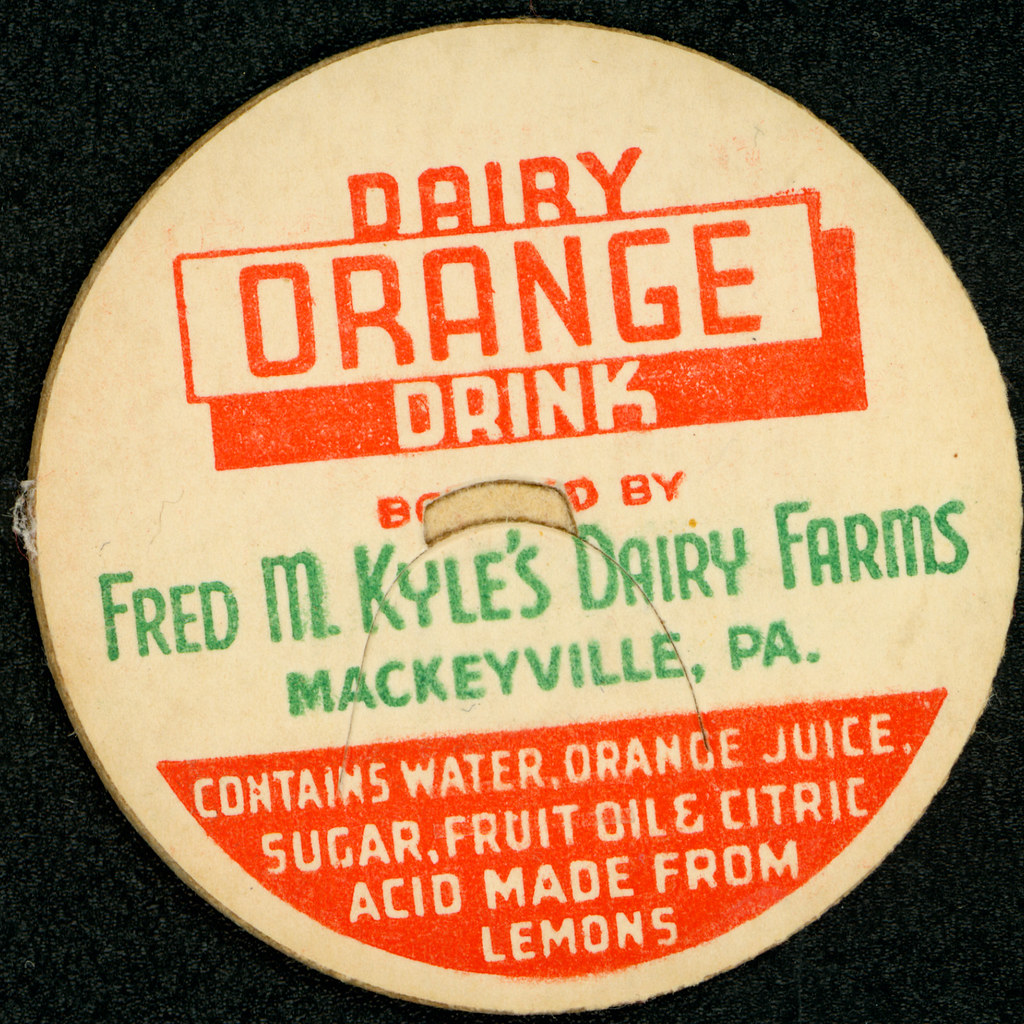 DAIRY
ORANGE
DRINK
BY
FRED M. KYLE'S DAIRY FARMS
MACKEYVILLE, PA.
CONTAINS WATER, ORANGE JUICE,
SUGAR, FRUIT OIL & CITRIC
ACID MADE FROM
LEMONS